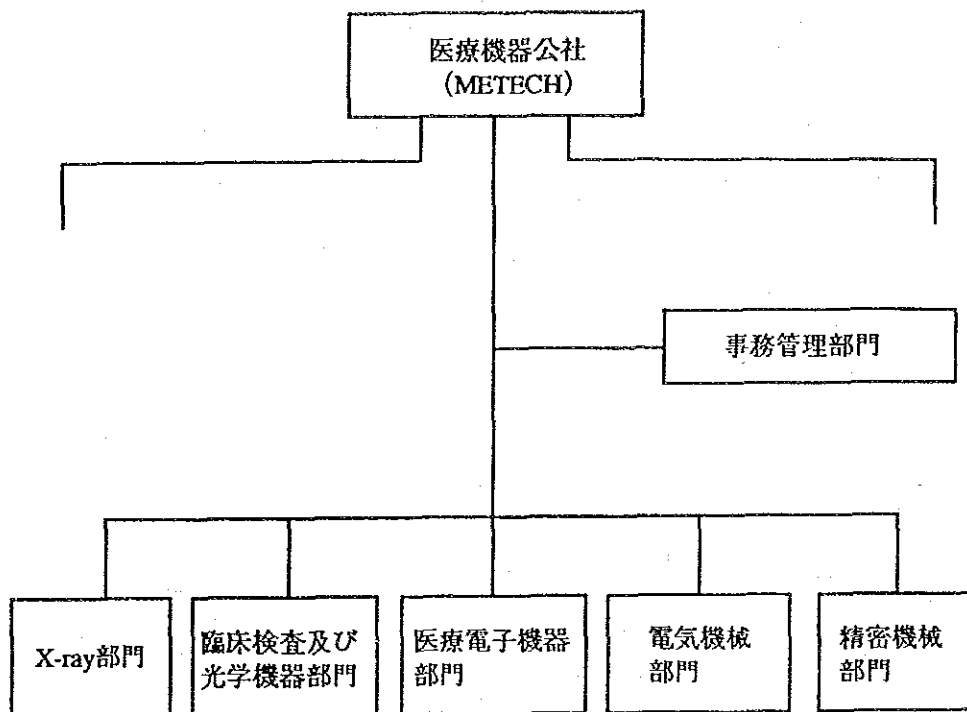 医療機器公社
(METECH)
事務管理部門
X-ray部門
臨床検査及び
光学機器部門
医療電子機器
部門
電気機械
部門
精密機械
部門